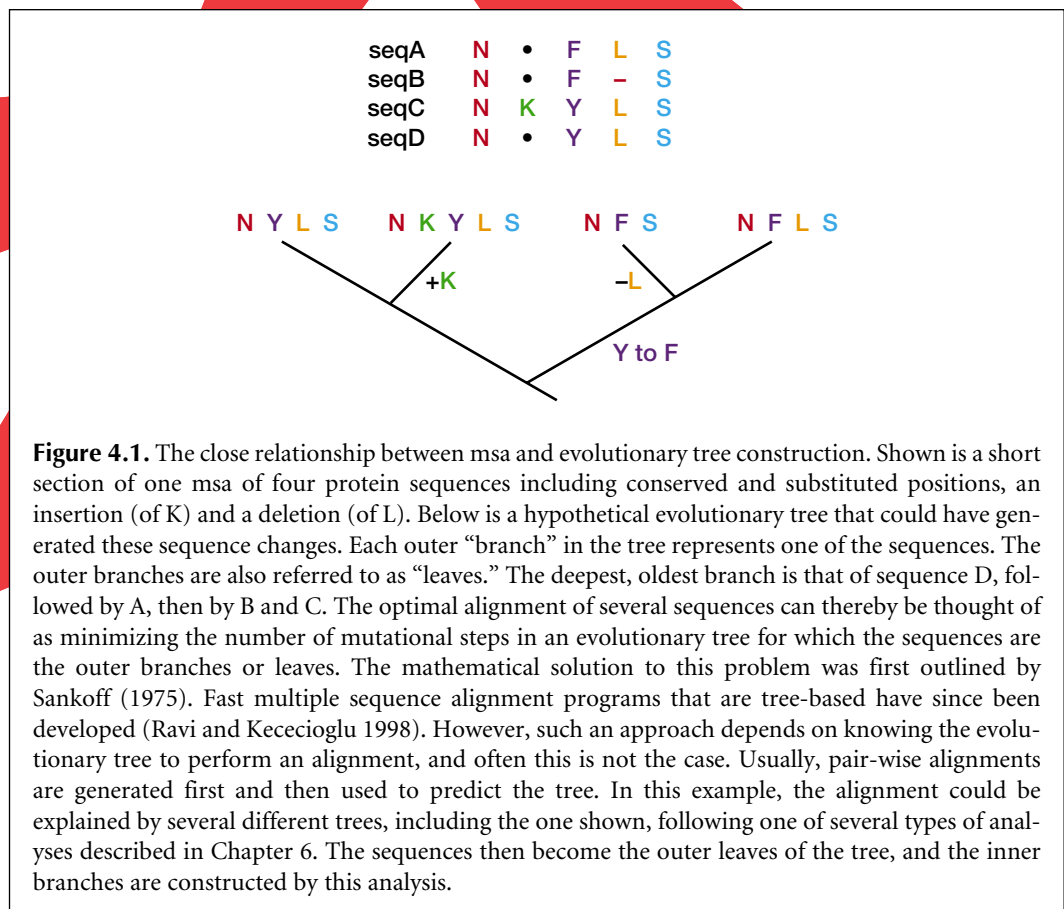 seqA N • F L S
seqB N • F – S
seqC N K Y L S
seqD N • Y L S
N Y L S N K Y L S N F S N F L S
+K –L
Y to F
Figure 4.1. The close relationship between msa and evolutionary tree construction. Shown is a short
section of one msa of four protein sequences including conserved and substituted positions, an
insertion (of K) and a deletion (of L). Below is a hypothetical evolutionary tree that could have gen-
erated these sequence changes. Each outer “branch” in the tree represents one of the sequences. The
outer branches are also referred to as “leaves.” The deepest, oldest branch is that of sequence D, fol-
lowed by A, then by B and C. The optimal alignment of several sequences can thereby be thought of
as minimizing the number of mutational steps in an evolutionary tree for which the sequences are
the outer branches or leaves. The mathematical solution to this problem was first outlined by
Sankoff (1975). Fast multiple sequence alignment programs that are tree-based have since been
developed (Ravi and Kececioglu 1998). However, such an approach depends on knowing the evolu-
tionary tree to perform an alignment, and often this is not the case. Usually, pair-wise alignments
are generated first and then used to predict the tree. In this example, the alignment could be
explained by several different trees, including the one shown, following one of several types of anal-
yses described in Chapter 6. The sequences then become the outer leaves of the tree, and the inner
branches are constructed by this analysis.